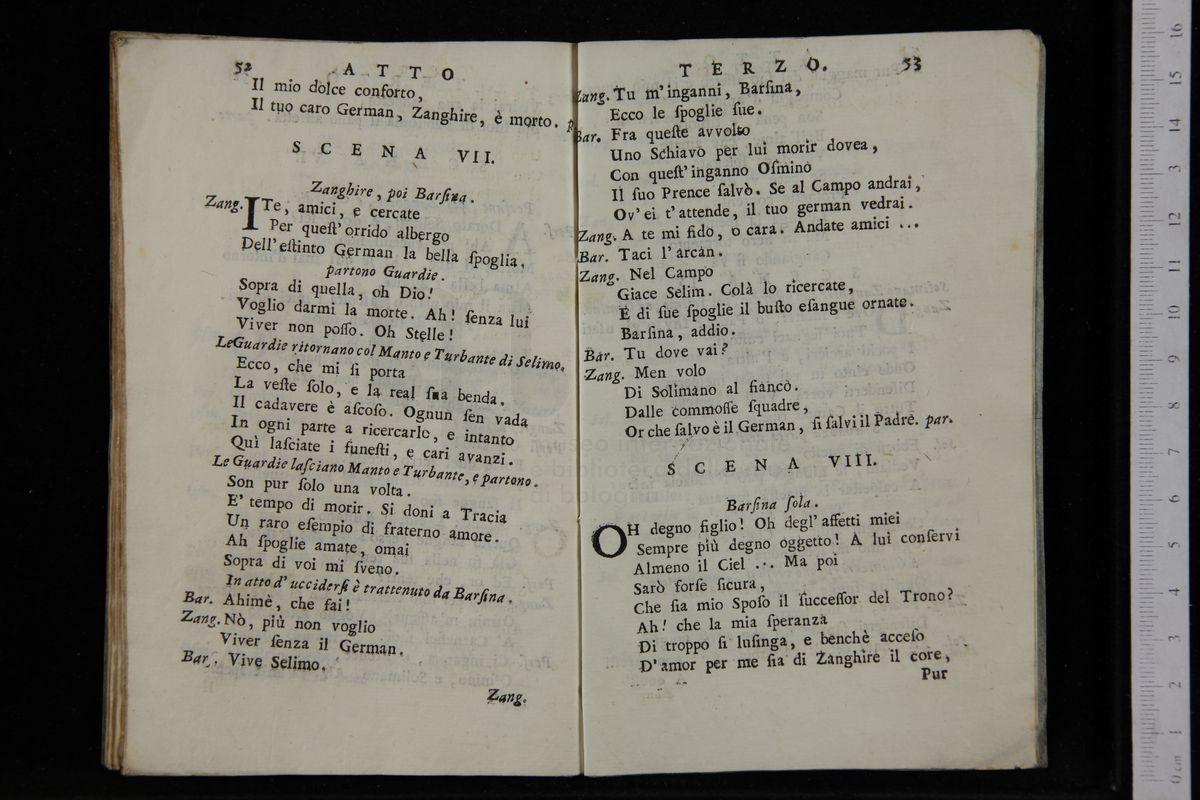 52 ATTO
Il mio dolce conforto,
Il tuo caro German, Zanghire, è morto. p
SCENA VII.
Zanghire, poi Barſina.
Zang. ITe, amici, e cercate
Per queſt' orrido albergo
Dell' eſtinto German la bella ſpoglia.
partono Guardie.
Sopra di quella, oh Dio!
Voglio darmi la morte. Ah! ſenza lui
Viver non poſſo. Oh Stelle!
Le Guardie ritornano col Manto e Turbante di Selimo.
Ecco, che mi ſi porta
La veſte ſolo, e la real ſua benda.
Il cadavere è aſcoſo. Ognun ſen vada
In ogni parte a ricercarlo, e intanto
Quì laſciate i funeſti, e cari avanzi.
Le Guardie laſciano Manto e Turbante, e partono.
Son pur ſolo una volta.
E' tempo di morir. Si doni a Tracia
Un raro eſempio di fraterno amore.
Ah ſpoglie amate, omai
Sopra di voi mi ſveno.
In atto d' ucciderſi è trattenuto da Barſina.
Bar. Ahimè, che fai!
Zang. Nò, più non voglio
Viver ſenza il German.
Bar. Vive Selimo.
Zang.
TERZO. 53
Zang. Tu m' inganni, Barſina,
Ecco le ſpoglie ſue.
Bar. Fra queſte avvolto
Uno Schiavo per lui morir dovea,
Con queſt' inganno Oſmino
Il ſuo Prence ſalvò. Se al Campo andrai,
Ov' ei t' attende, il tuo german vedrai.
Zang. A te mi fido, o cara. Andate amici ...
Bar. Taci l' arcàn.
Zang. Nel Campo
Giace Selim. Colà lo ricercate,
E di ſue ſpoglie il buſto eſangue ornate.
Barſina, addio.
Bar. Tu dove vai?
Zang. Men volo
Di Solimano al fianco.
Dalle commoſſe ſquadre,
Or che ſalvo è il German, ſi ſalvi il Padre. par.
SCENA VIII.
Barſina ſola.
OH degno figlio! Oh degl' affetti miei
Sempre più degno oggetto! A lui conſervi
Almeno il Ciel ... Ma poi
Sarò forſe ſicura,
Che ſia mio Spoſo il ſucceſſor del Trono?
Ah! che la mia ſperanza
Di troppo ſi luſinga, e benchè acceſo
D' amor per me ſia di Zanghire il core,
Pur